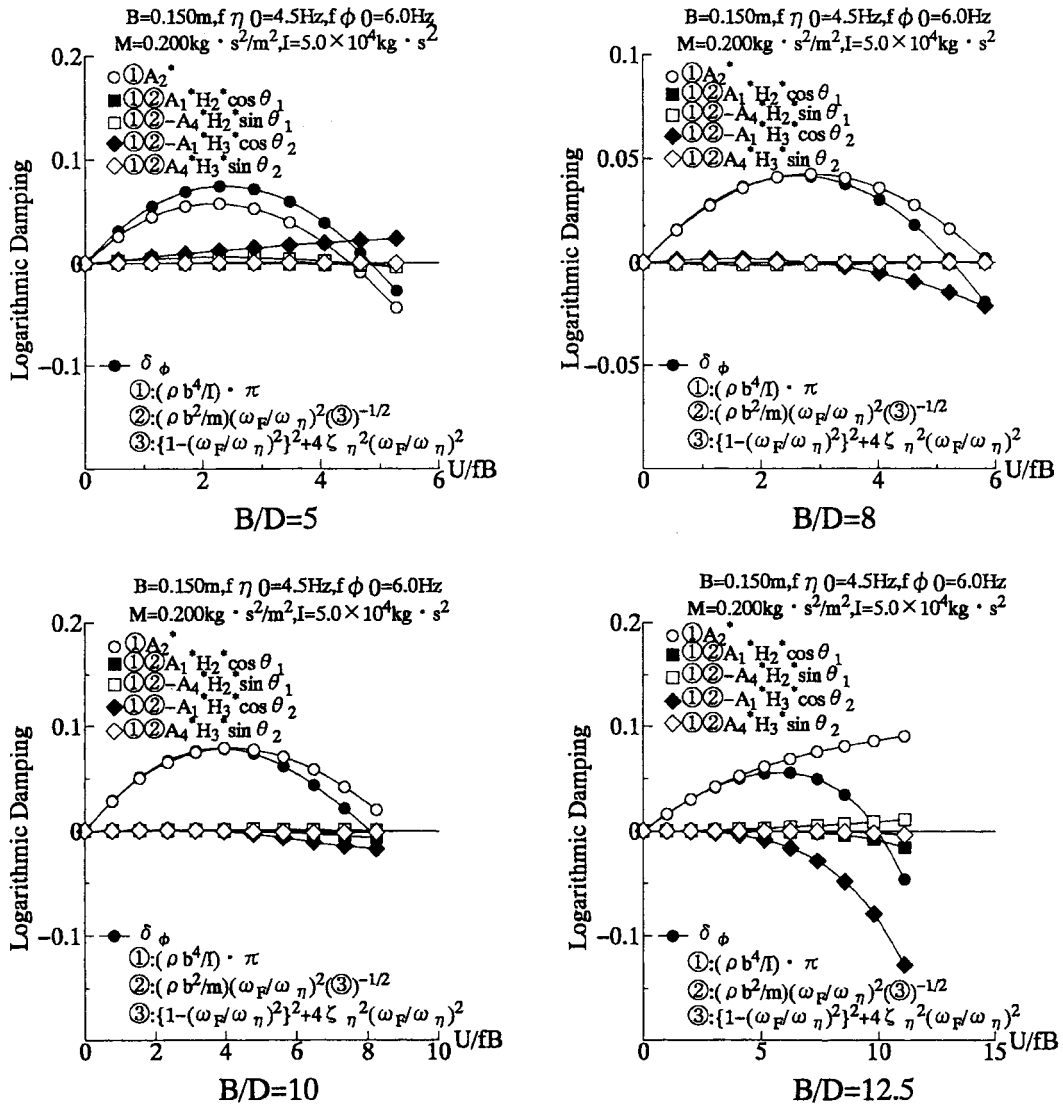 B=0.150m,f η 0=4.5Hz,f φ 0=6.0Hz
M=0.200kg・s²/m²,I=5.0×10⁴kg・s²
0.2
0.1
0
−0.1
Logarithmic Damping
①A₂*
①②A₁*H₂*cos θ₁
①②-A₄*H₂*sin θ₁
①②-A₁*H₃*cos θ₂
①②A₄*H₃*sin θ₂
δ φ
①:(ρb⁴/I)・π
②:(ρb²/m)(ω_F/ω_η)²(③)^-1/2
③:{1-(ω_F/ω_η)²}²+4ζ_η²(ω_F/ω_η)²
0 2 4 6 U/fB
B/D=5
B=0.150m,f η 0=4.5Hz,f φ 0=6.0Hz
M=0.200kg・s²/m²,I=5.0×10⁴kg・s²
0.1
0.05
0
−0.05
Logarithmic Damping
①A₂*
①②A₁*H₂*cos θ₁
①②-A₄*H₂*sin θ₁
①②-A₁*H₃*cos θ₂
①②A₄*H₃*sin θ₂
δ φ
①:(ρb⁴/I)・π
②:(ρb²/m)(ω_F/ω_η)²(③)^-1/2
③:{1-(ω_F/ω_η)²}²+4ζ_η²(ω_F/ω_η)²
0 2 4 6 U/fB
B/D=8
B=0.150m,f η 0=4.5Hz,f φ 0=6.0Hz
M=0.200kg・s²/m²,I=5.0×10⁴kg・s²
0.2
0.1
0
−0.1
Logarithmic Damping
①A₂*
①②A₁*H₂*cos θ₁
①②-A₄*H₂*sin θ₁
①②-A₁*H₃*cos θ₂
①②A₄*H₃*sin θ₂
δ φ
①:(ρb⁴/I)・π
②:(ρb²/m)(ω_F/ω_η)²(③)^-1/2
③:{1-(ω_F/ω_η)²}²+4ζ_η²(ω_F/ω_η)²
0 2 4 6 8 10 U/fB
B/D=10
B=0.150m,f η 0=4.5Hz,f φ 0=6.0Hz
M=0.200kg・s²/m²,I=5.0×10⁴kg・s²
0.2
0.1
0
−0.1
Logarithmic Damping
①A₂*
①②A₁*H₂*cos θ₁
①②-A₄*H₂*sin θ₁
①②-A₁*H₃*cos θ₂
①②A₄*H₃*sin θ₂
δ φ
①:(ρb⁴/I)・π
②:(ρb²/m)(ω_F/ω_η)²(③)^-1/2
③:{1-(ω_F/ω_η)²}²+4ζ_η²(ω_F/ω_η)²
0 5 10 15 U/fB
B/D=12.5